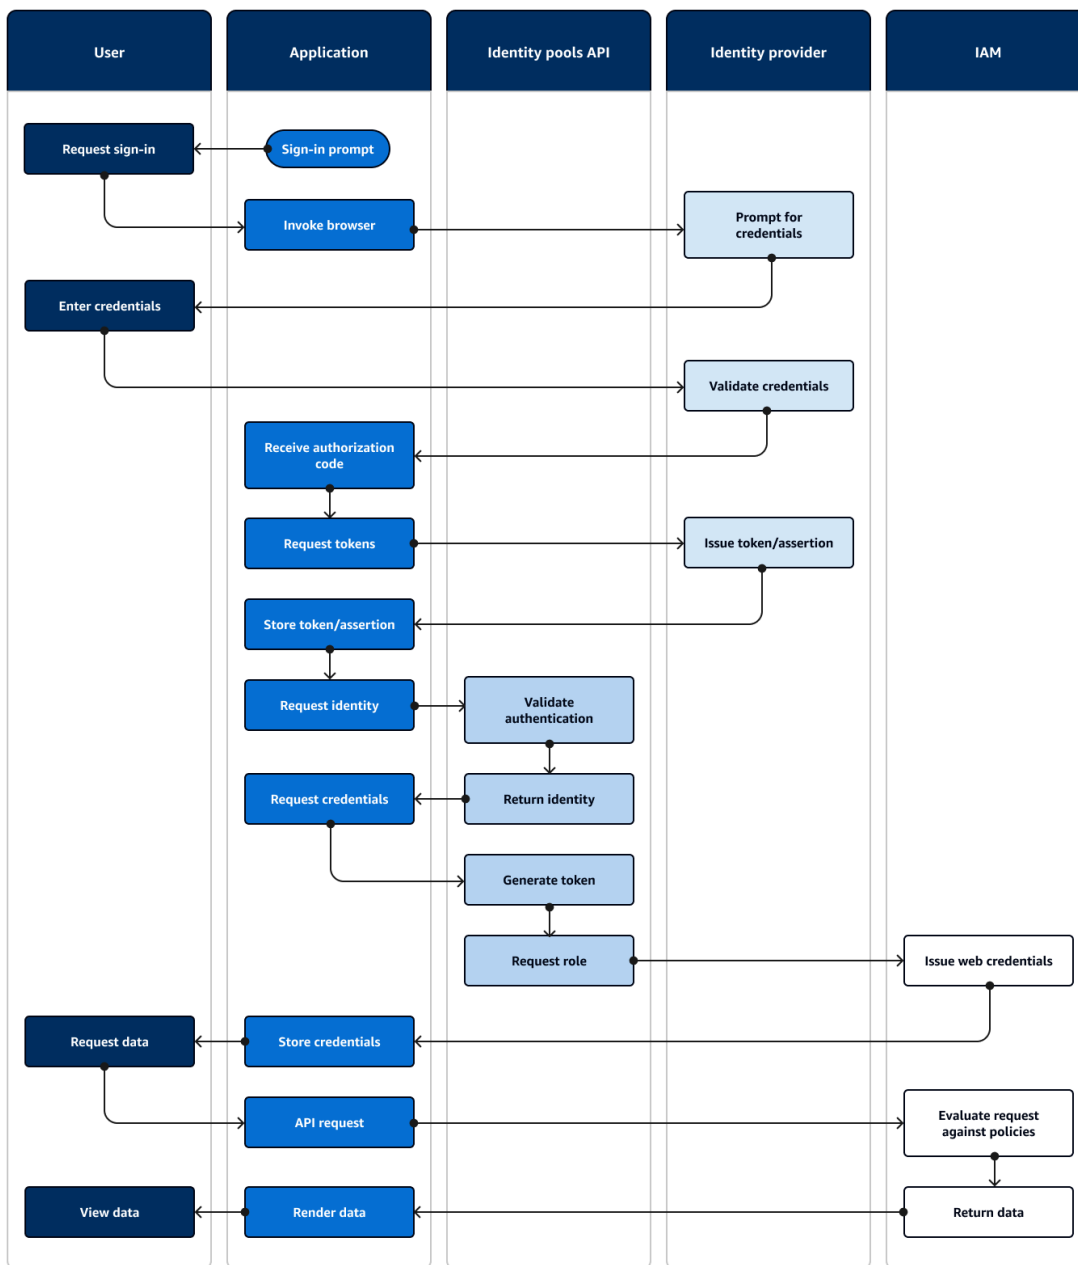 User
Application
Identity pools API
Identity provider
IAM
Request sign-in
Sign-in prompt
Invoke browser
Prompt for
credentials
Enter credentials
Validate credentials
Receive authorization
code
Request tokens
Issue token/assertion
Store token/assertion
Request identity
Validate
authentication
Request credentials
Return identity
Generate token
Request role
Issue web credentials
Request data
Store credentials
API request
Evaluate request
against policies
View data
Render data
Return data